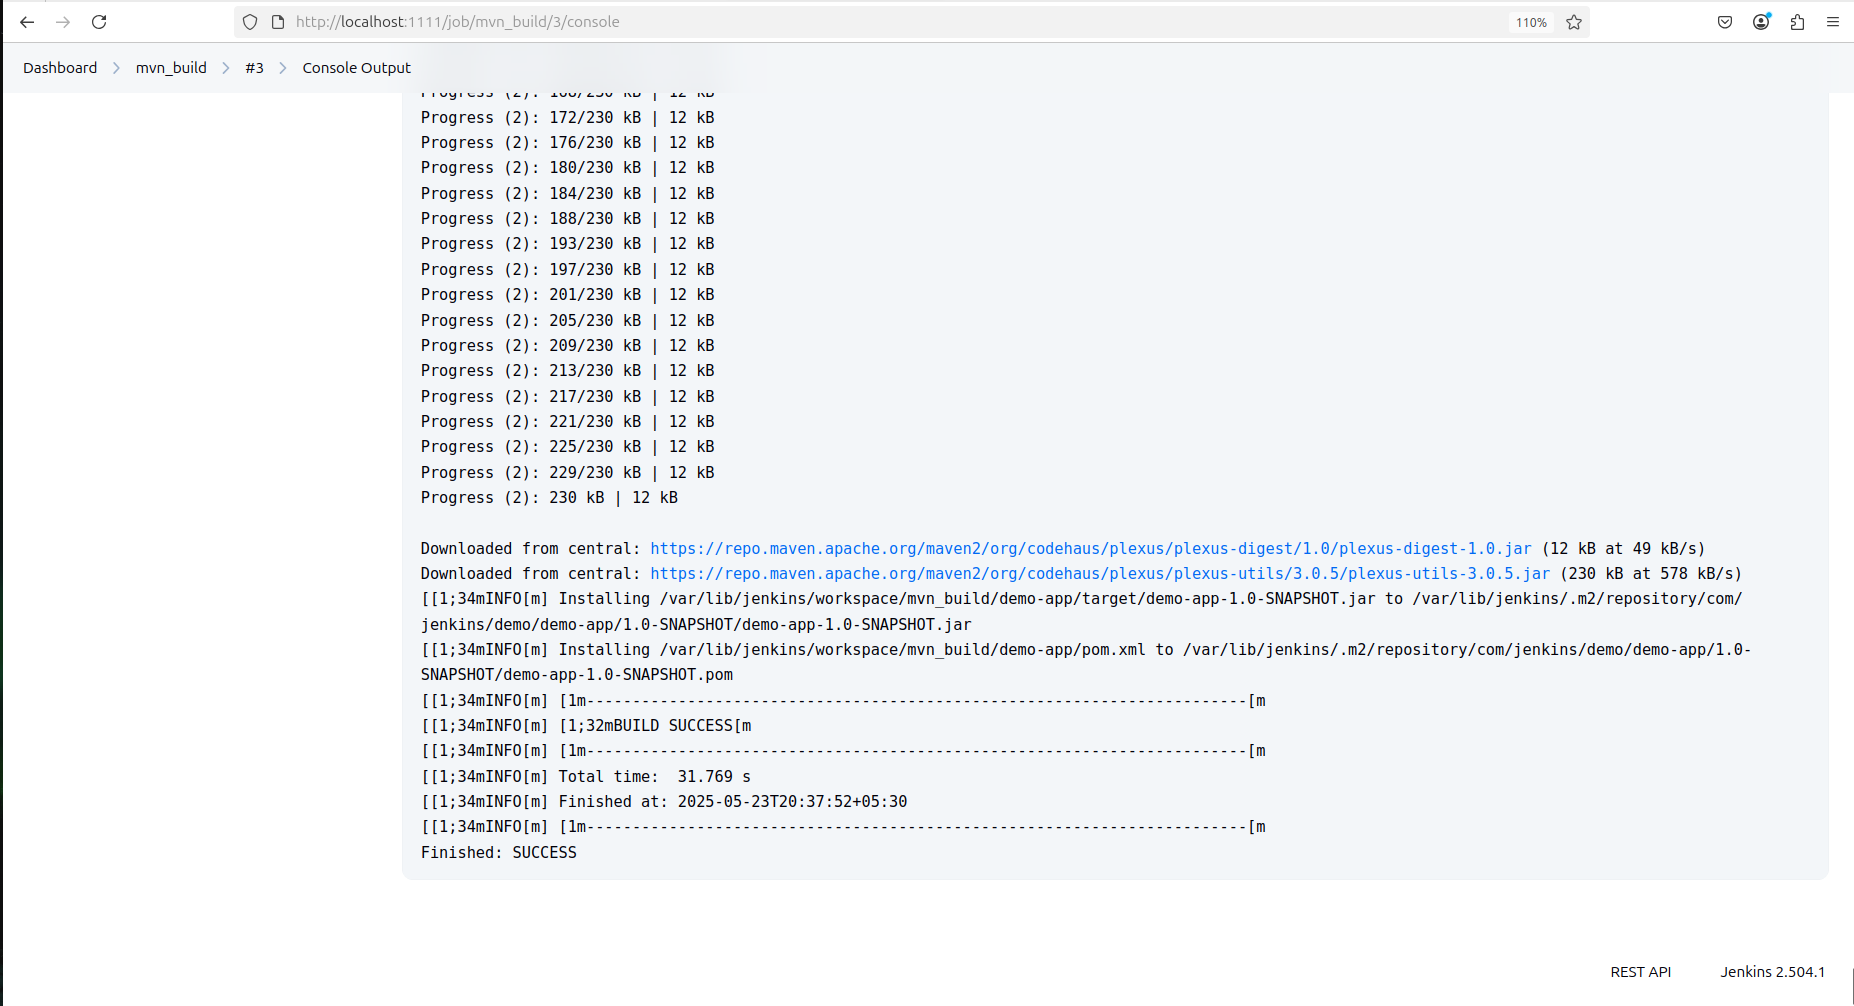 http://localhost:1111/job/mvn_build/3/console
110%
Dashboard > mvn_build > #3 > Console Output
Progress (2): 168/230 kB | 12 kB
Progress (2): 172/230 kB | 12 kB
Progress (2): 176/230 kB | 12 kB
Progress (2): 180/230 kB | 12 kB
Progress (2): 184/230 kB | 12 kB
Progress (2): 188/230 kB | 12 kB
Progress (2): 193/230 kB | 12 kB
Progress (2): 197/230 kB | 12 kB
Progress (2): 201/230 kB | 12 kB
Progress (2): 205/230 kB | 12 kB
Progress (2): 209/230 kB | 12 kB
Progress (2): 213/230 kB | 12 kB
Progress (2): 217/230 kB | 12 kB
Progress (2): 221/230 kB | 12 kB
Progress (2): 225/230 kB | 12 kB
Progress (2): 229/230 kB | 12 kB
Progress (2): 230 kB | 12 kB
Downloaded from central: https://repo.maven.apache.org/maven2/org/codehaus/plexus/plexus-digest/1.0/plexus-digest-1.0.jar (12 kB at 49 kB/s)
Downloaded from central: https://repo.maven.apache.org/maven2/org/codehaus/plexus/plexus-utils/3.0.5/plexus-utils-3.0.5.jar (230 kB at 578 kB/s)
[[1;34mINFO[m] Installing /var/lib/jenkins/workspace/mvn_build/demo-app/target/demo-app-1.0-SNAPSHOT.jar to /var/lib/jenkins/.m2/repository/com/
jenkins/demo/demo-app/1.0-SNAPSHOT/demo-app-1.0-SNAPSHOT.jar
[[1;34mINFO[m] Installing /var/lib/jenkins/workspace/mvn_build/demo-app/pom.xml to /var/lib/jenkins/.m2/repository/com/jenkins/demo/demo-app/1.0-
SNAPSHOT/demo-app-1.0-SNAPSHOT.pom
[[1;34mINFO[m] [1m------------------------------------------------------------------------[m
[[1;34mINFO[m] [1;32mBUILD SUCCESS[m
[[1;34mINFO[m] [1m------------------------------------------------------------------------[m
[[1;34mINFO[m] Total time:  31.769 s
[[1;34mINFO[m] Finished at: 2025-05-23T20:37:52+05:30
[[1;34mINFO[m] [1m------------------------------------------------------------------------[m
Finished: SUCCESS
REST API
Jenkins 2.504.1